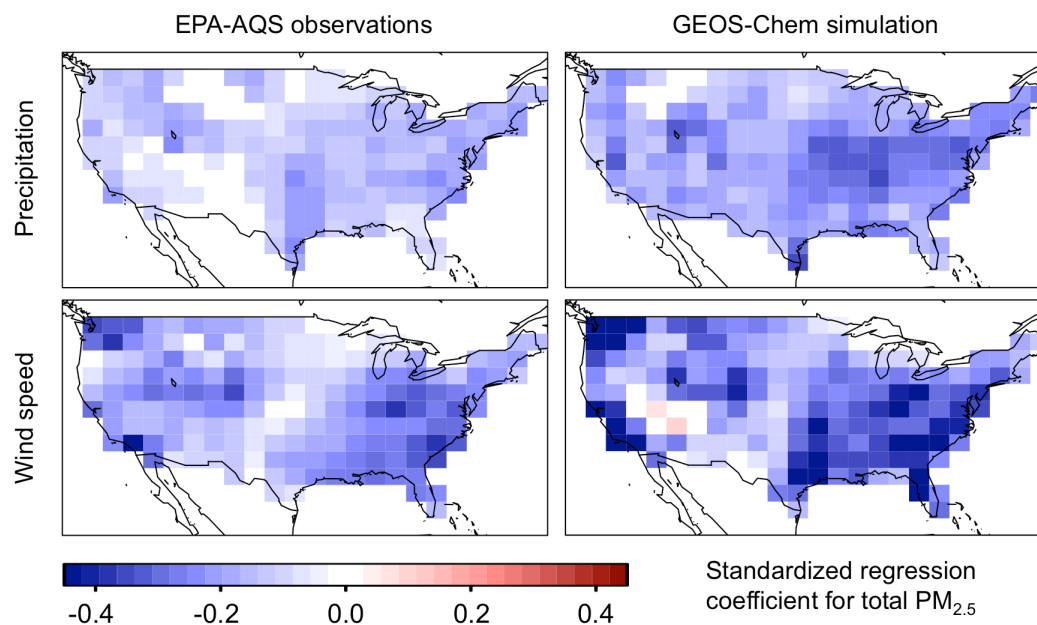 EPA-AQS observations
GEOS-Chem simulation
Precipitation
Wind speed
-0.4 -0.2 0.0 0.2 0.4
Standardized regression
coefficient for total PM2.5